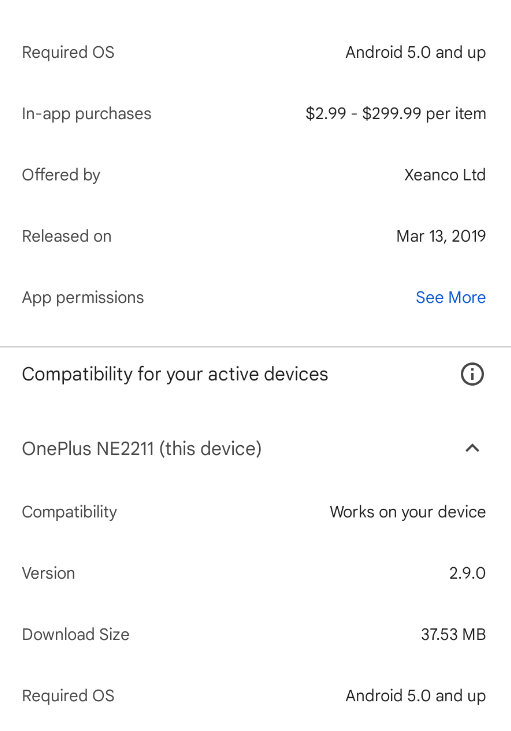 Required OS Android 5.0 and up
In-app purchases $2.99 - $299.99 per item
Offered by Xeanco Ltd
Released on Mar 13, 2019
App permissions See More
Compatibility for your active devices
OnePlus NE2211 (this device)
Compatibility Works on your device
Version 2.9.0
Download Size 37.53 MB
Required OS Android 5.0 and up